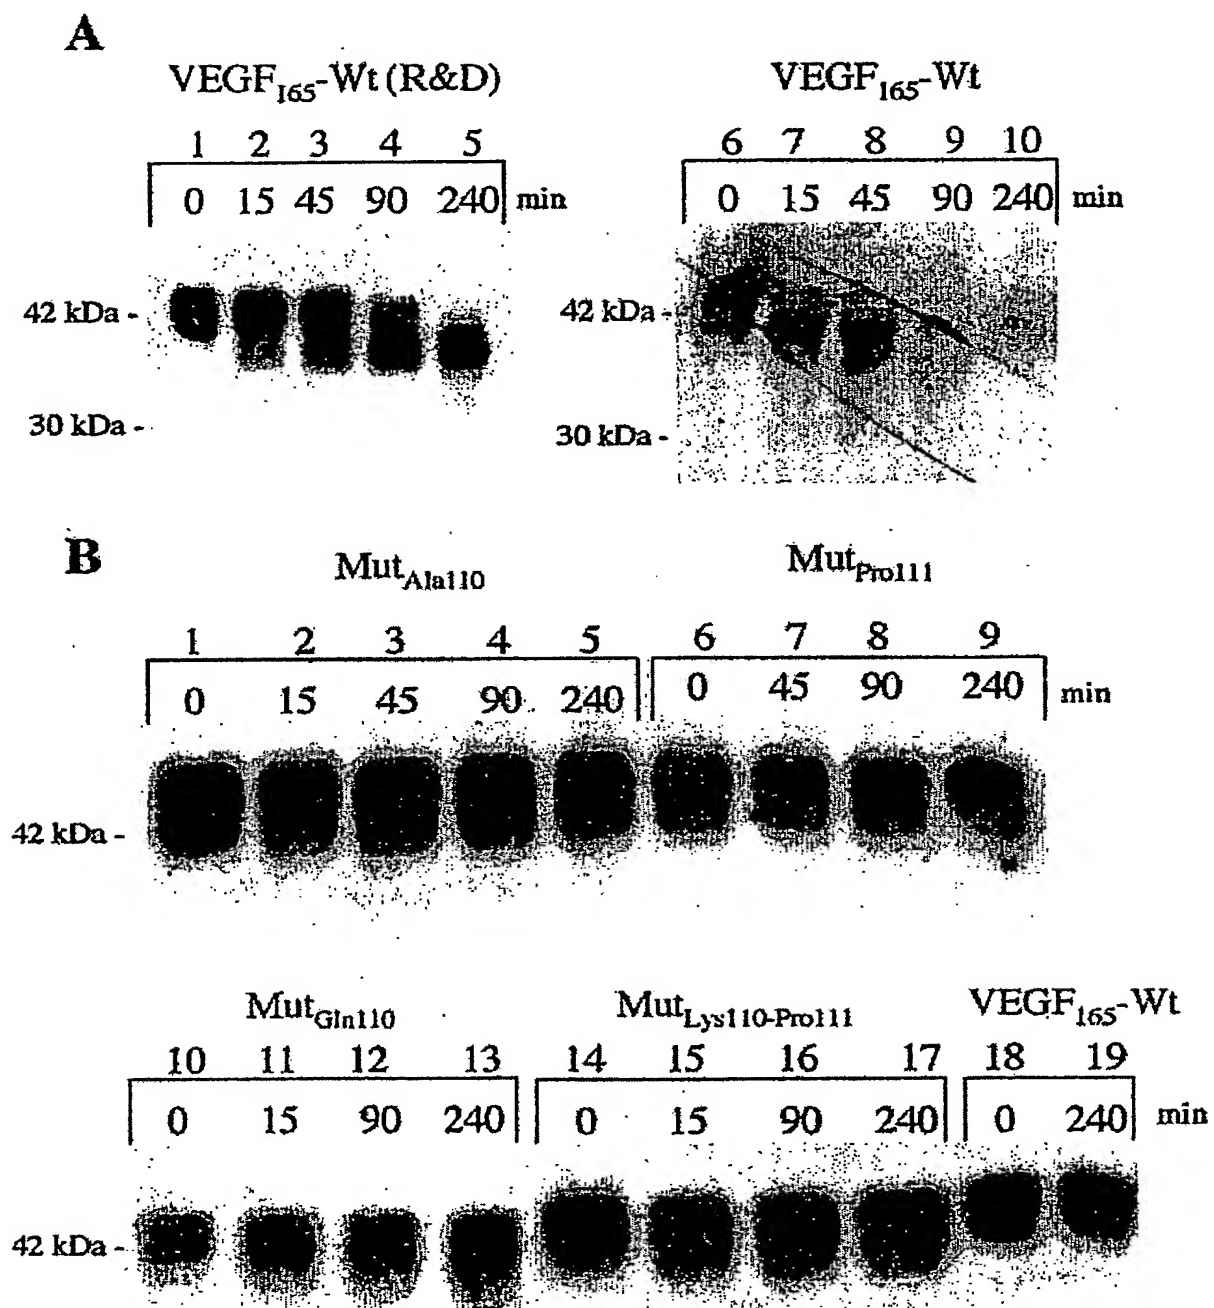 A
VEGF165-Wt (R&D)
VEGF165-Wt
1 2 3 4 5
6 7 8 9 10
0 15 45 90 240 min
0 15 45 90 240 min
42 kDa -
42 kDa -
30 kDa -
30 kDa -
B
MutAla110
MutPro111
1 2 3 4 5 6 7 8 9
0 15 45 90 240 0 45 90 240 min
42 kDa -
MutGln110
MutLys110-Pro111
VEGF165-Wt
10 11 12 13 14 15 16 17 18 19
0 15 90 240 0 15 90 240 0 240 min
42 kDa -